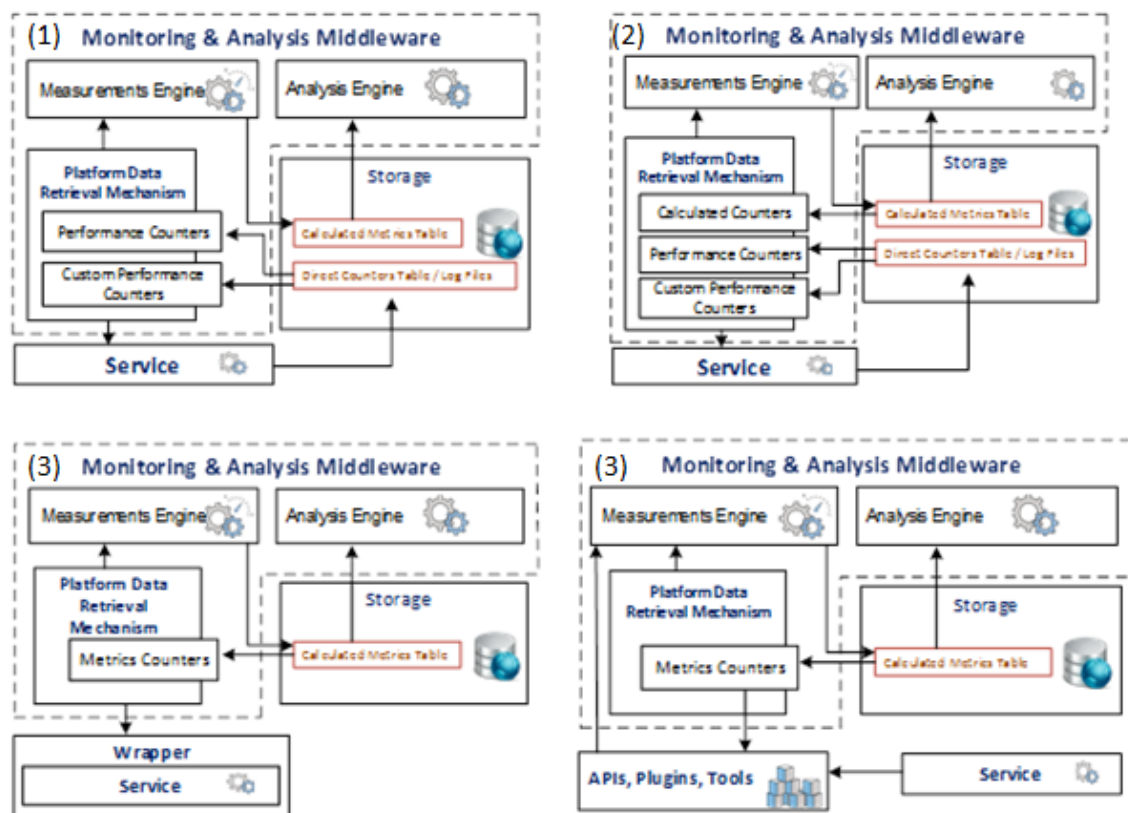 (1)
Monitoring & Analysis Middleware
Measurements Engine
Analysis Engine
Platform Data
Retrieval Mechanism
Performance Counters
Custom Performance
Counters
Storage
Calculated Metrics Table
Direct Counters Table / Log Files
Service
(2)
Monitoring & Analysis Middleware
Measurements Engine
Analysis Engine
Platform Data
Retrieval Mechanism
Calculated Counters
Performance Counters
Custom Performance
Counters
Storage
Calculated Metrics Table
Direct Counters Table / Log Files
Service
(3)
Monitoring & Analysis Middleware
Measurements Engine
Analysis Engine
Platform Data
Retrieval
Mechanism
Metrics Counters
Storage
Calculated Metrics Table
Wrapper
Service
(3)
Monitoring & Analysis Middleware
Measurements Engine
Analysis Engine
Platform Data
Retrieval Mechanism
Metrics Counters
Storage
Calculated Metrics Table
APIs, Plugins, Tools
Service